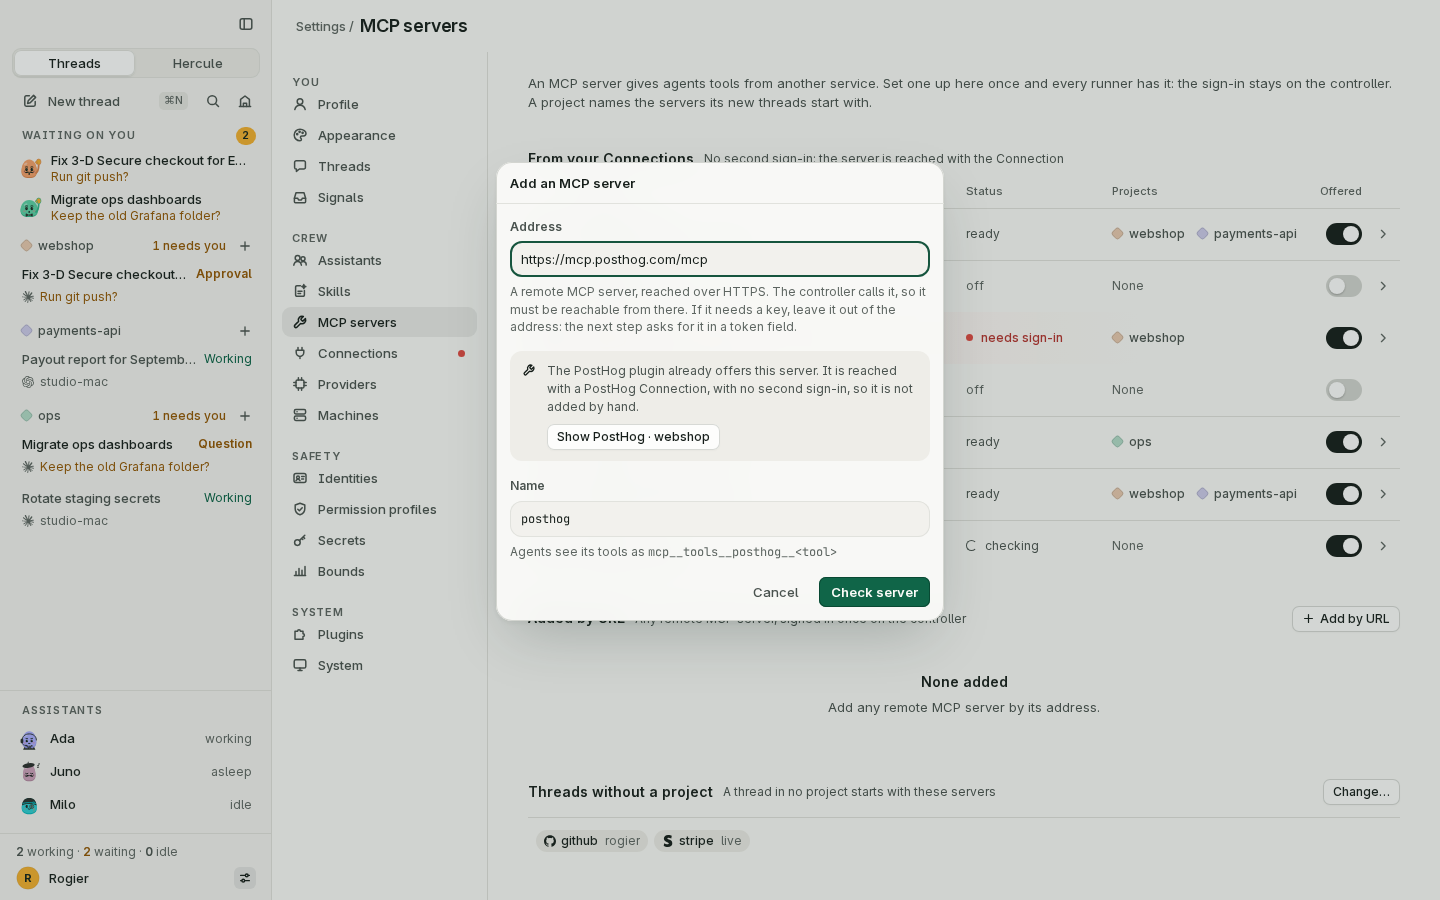 Threads
Hercule
New thread
⌘N
WAITING ON YOU
2
Fix 3-D Secure checkout for E…
Run git push?
Migrate ops dashboards
Keep the old Grafana folder?
webshop
1 needs you
Fix 3-D Secure checkout…
Approval
Run git push?
payments-api
Payout report for Septemb…
Working
studio-mac
ops
1 needs you
Migrate ops dashboards
Question
Keep the old Grafana folder?
Rotate staging secrets
Working
studio-mac
ASSISTANTS
Ada
working
Juno
asleep
Milo
idle
2 working · 2 waiting · 0 idle
R
Rogier
Settings / MCP servers
YOU
Profile
Appearance
Threads
Signals
CREW
Assistants
Skills
MCP servers
Connections
Providers
Machines
SAFETY
Identities
Permission profiles
Secrets
Bounds
SYSTEM
Plugins
System
An MCP server gives agents tools from another service. Set one up here once and every runner has it: the sign-in stays on the controller.
A project names the servers its new threads start with.
From your Connections
No second sign-in: the server is reached with the Connection
Status
Projects
Offered
ready
webshop
payments-api
off
None
needs sign-in
webshop
off
None
ready
ops
ready
webshop
payments-api
checking
None
Add an MCP server
Address
https://mcp.posthog.com/mcp
A remote MCP server, reached over HTTPS. The controller calls it, so it
must be reachable from there. If it needs a key, leave it out of the
address: the next step asks for it in a token field.
The PostHog plugin already offers this server. It is reached
with a PostHog Connection, with no second sign-in, so it is not
added by hand.
Show PostHog · webshop
Name
posthog
Agents see its tools as mcp__tools__posthog__<tool>
Cancel
Check server
Added by URL
Any remote MCP server, signed in once on the controller
Add by URL
None added
Add any remote MCP server by its address.
Threads without a project
A thread in no project starts with these servers
Change…
github rogier
stripe live